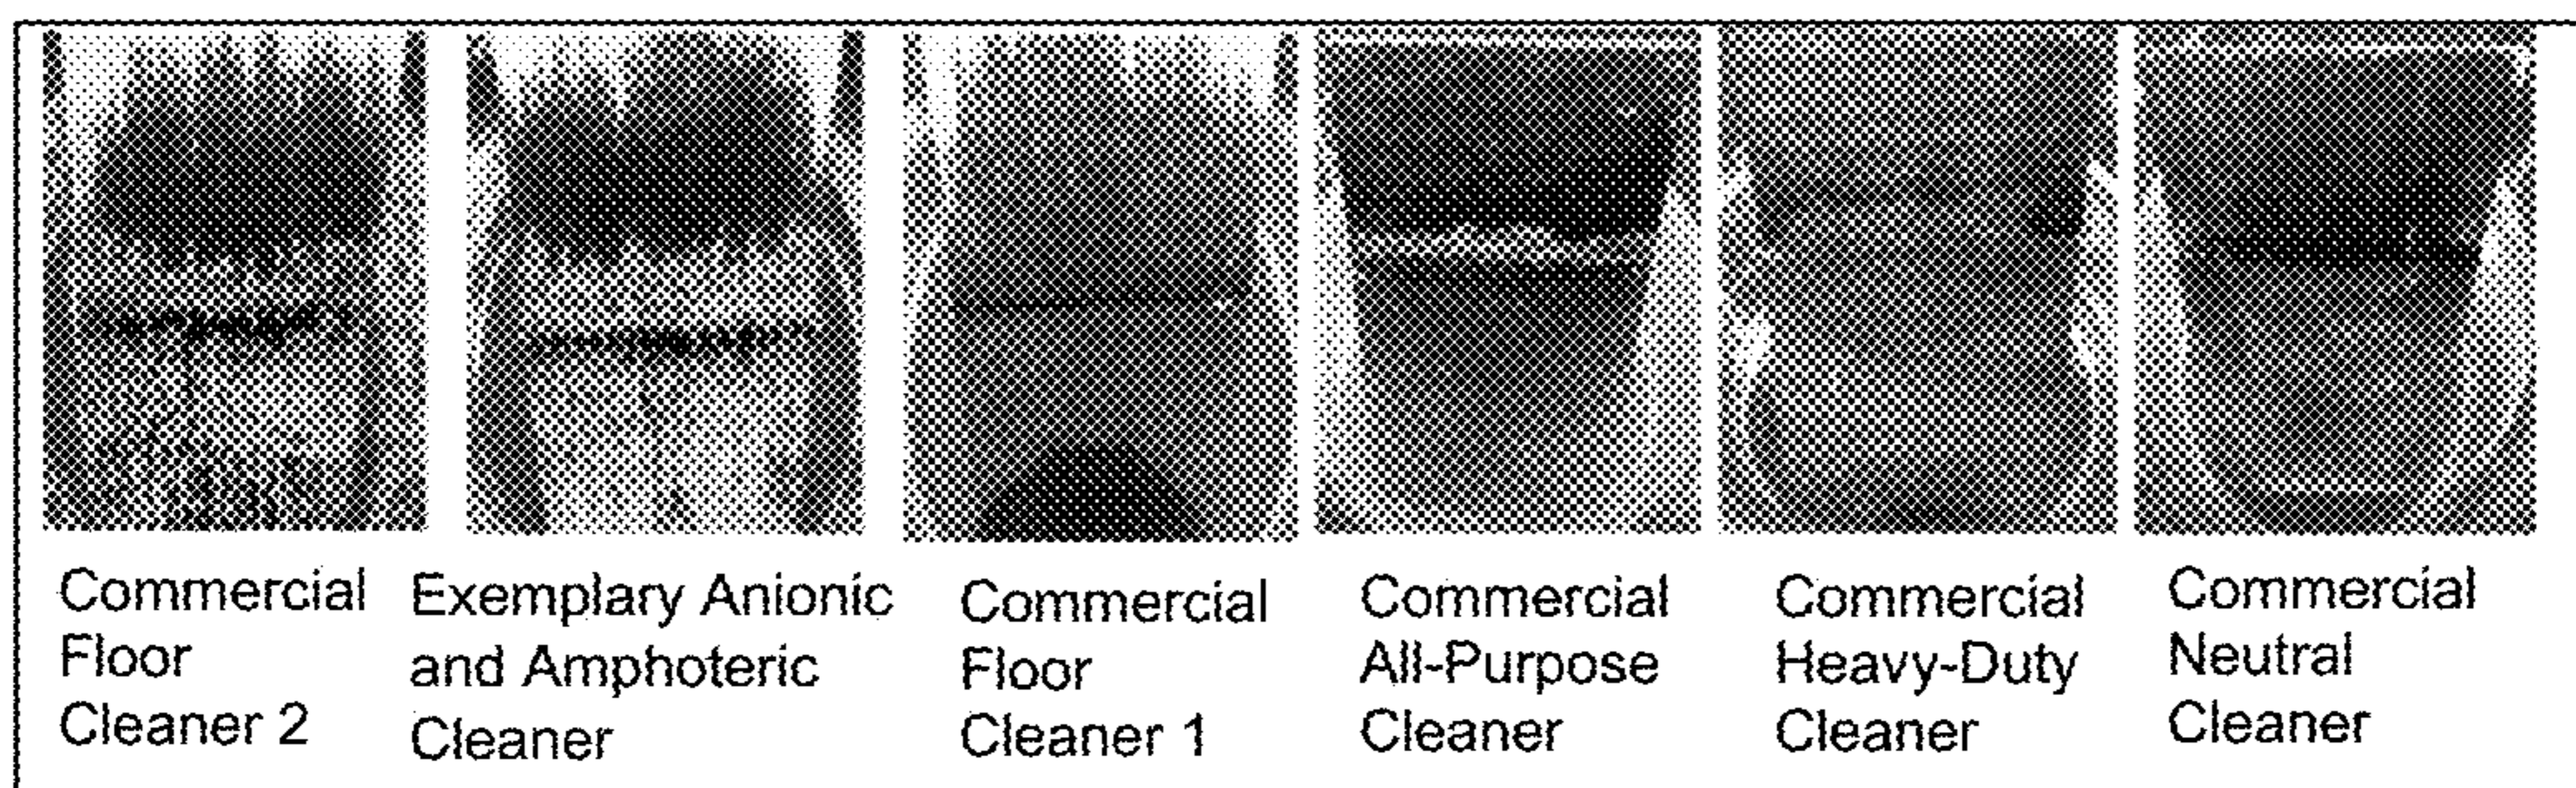 Commercial
Floor
Cleaner 2
Exemplary Anionic
and Amphoteric
Cleaner
Commercial
Floor
Cleaner 1
Commercial
All-Purpose
Cleaner
Commercial
Heavy-Duty
Cleaner
Commercial
Neutral
Cleaner